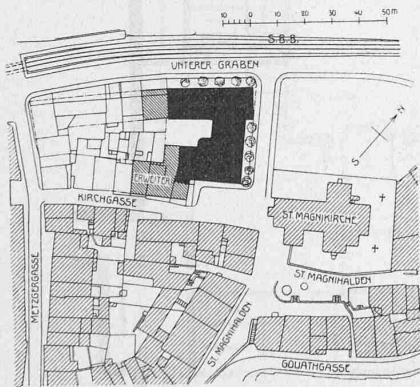 10 0 10 20 30 40 50m
S.B.B.
UNTERER GRABEN
N
S
ERWEITER
KIRCHGASSE
ST. MAGNIKIRCHE
METZGERGASSE
ST. MAGNIHALDEN
ST. MAGNIHALDEN
GOLIATHGASSE